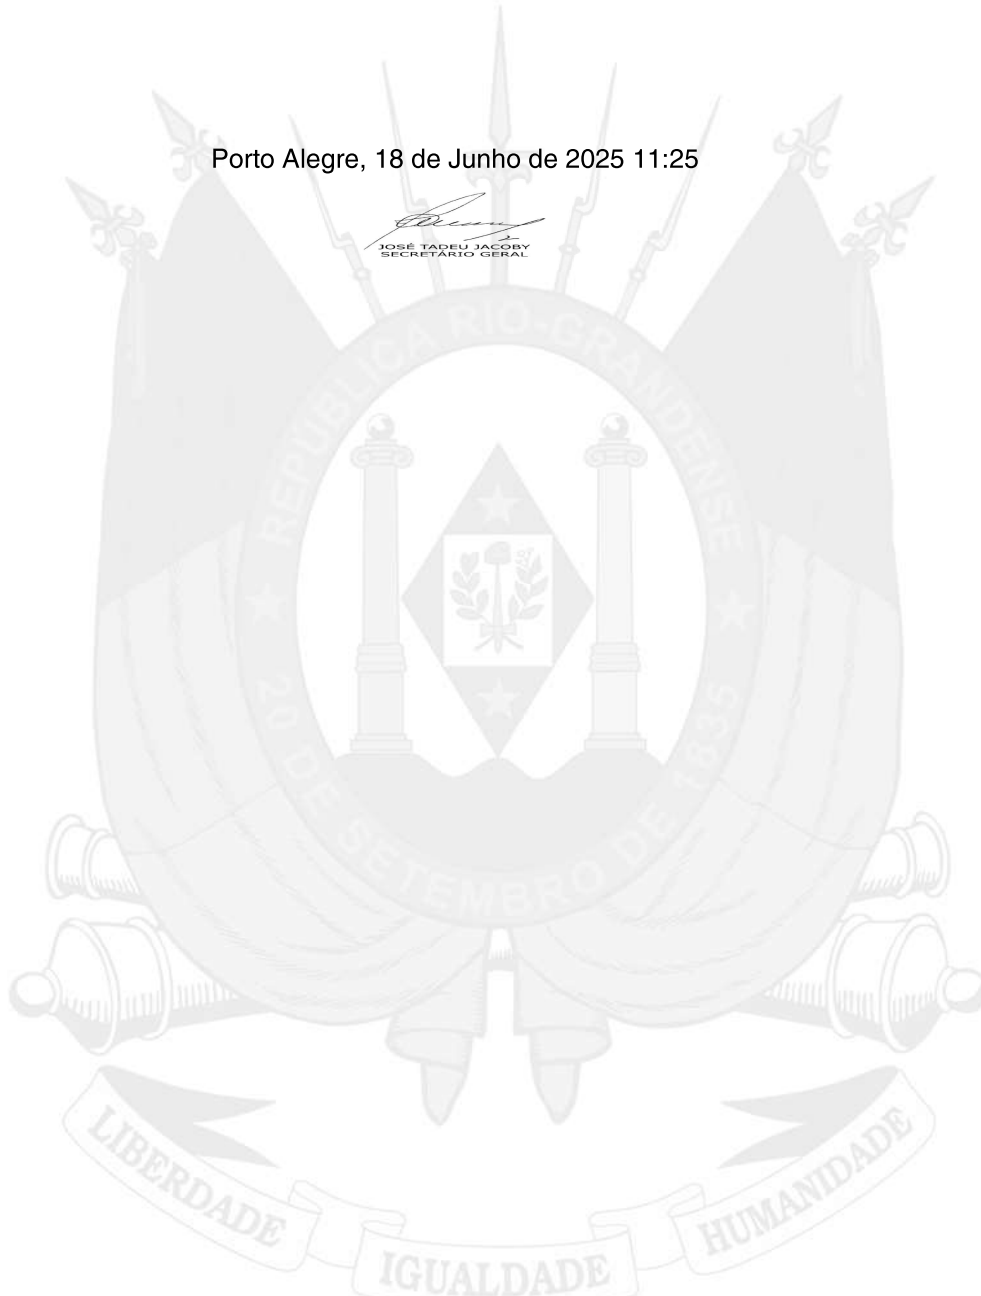 Porto Alegre, 18 de Junho de 2025 11:25
JOSÉ TADEU JACOBY
SECRETÁRIO GERAL
REPUBLICA RIO-GRANDENSE
20 DE SETEMBRO DE 1835
LIBERDADE
IGUALDADE
HUMANIDADE